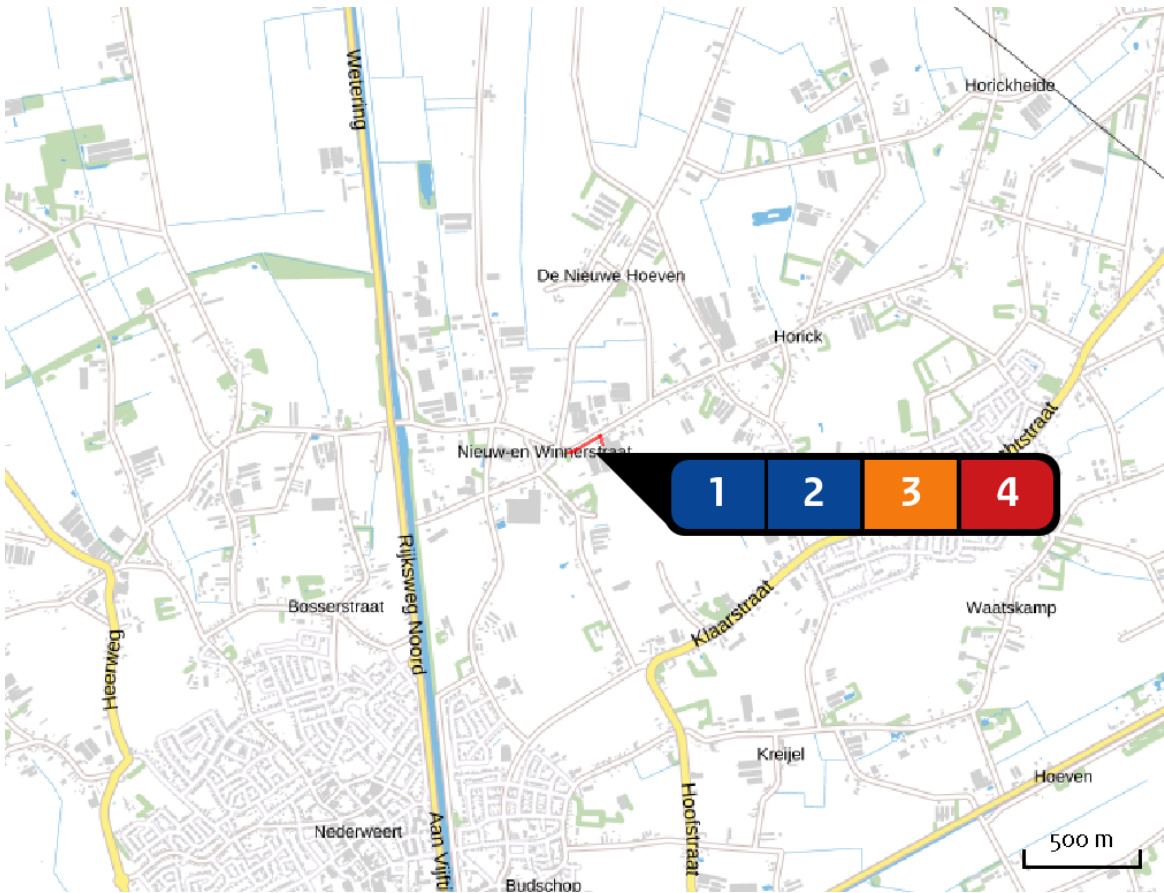 Wetering
Horickheide
De Nieuwe Hoeven
Horick
Nieuw-en Winnerstraat
chtstraat
1 2 3 4
Rijksweg Noord
Bosserstraat
Klaarstraat
Waatskamp
Heerweg
Kreijel
Hoeven
Hoofstraat
Nederweert
Aan Vijf
500 m
Budschop